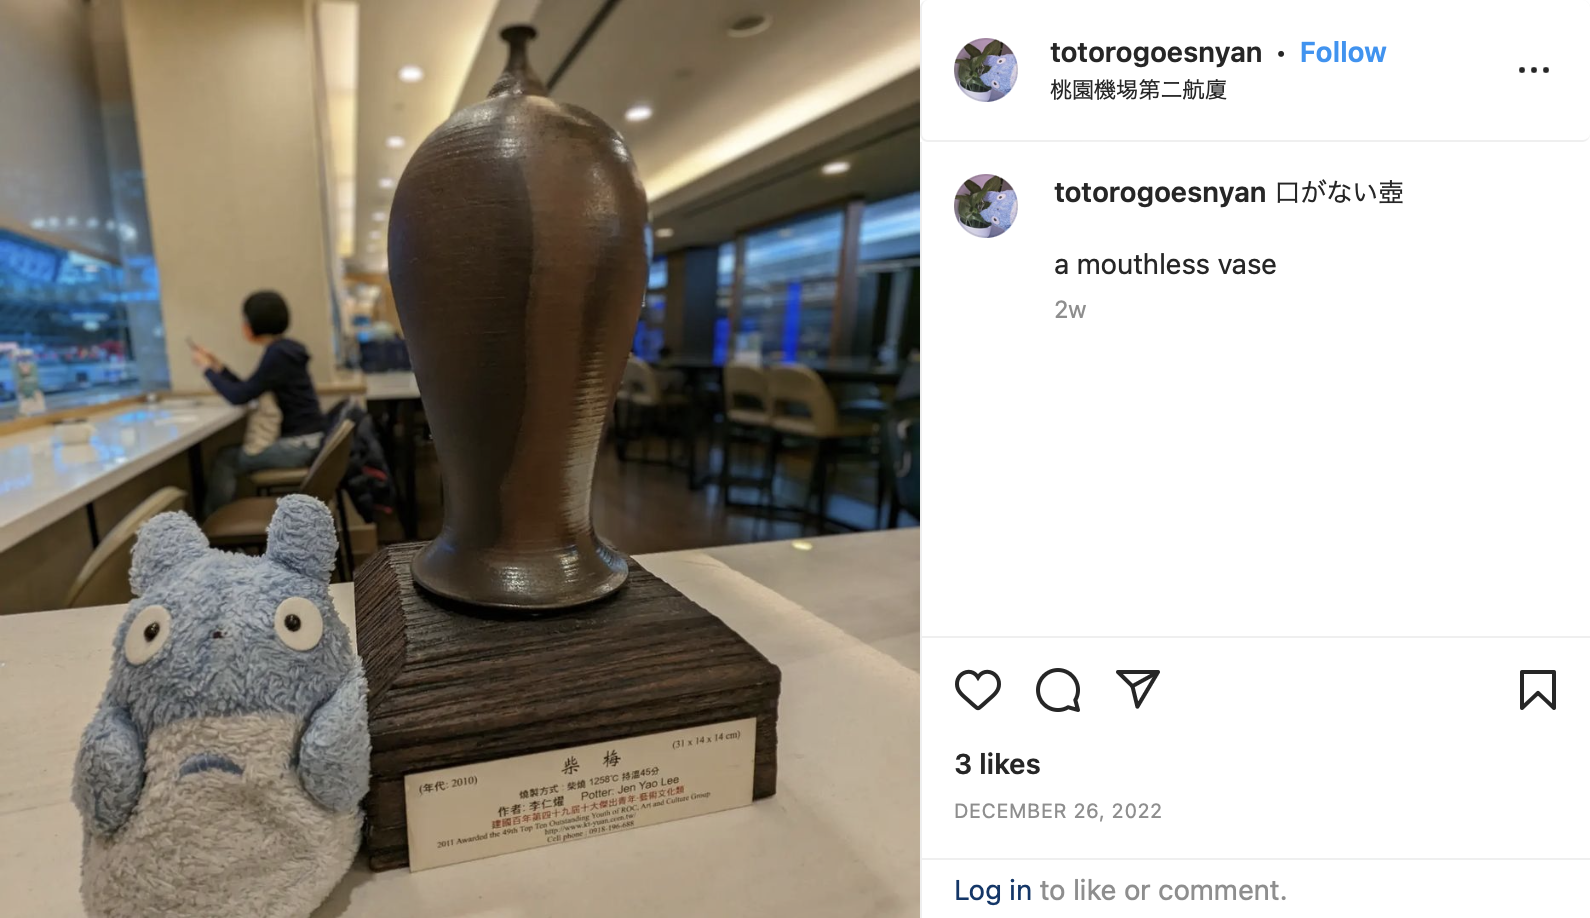 totorogoesnyan • Follow
桃園機場第二航廈
totorogoesnyan 口がない壺
a mouthless vase
2w
3 likes
DECEMBER 26, 2022
Log in to like or comment.
柴 梅
(31 x 14 x 14 cm)
(年代: 2010)
燒製方式：柴燒 1258°C 持溫45分
作者: 李仁燿 Potter: Jen Yao Lee
建國百年第四十九屆十大傑出青年-藝術文化類
2011 Awarded the 49th Top Ten Outstanding Youth of ROC, Art and Culture Group
Cell phone : 0918-196-688